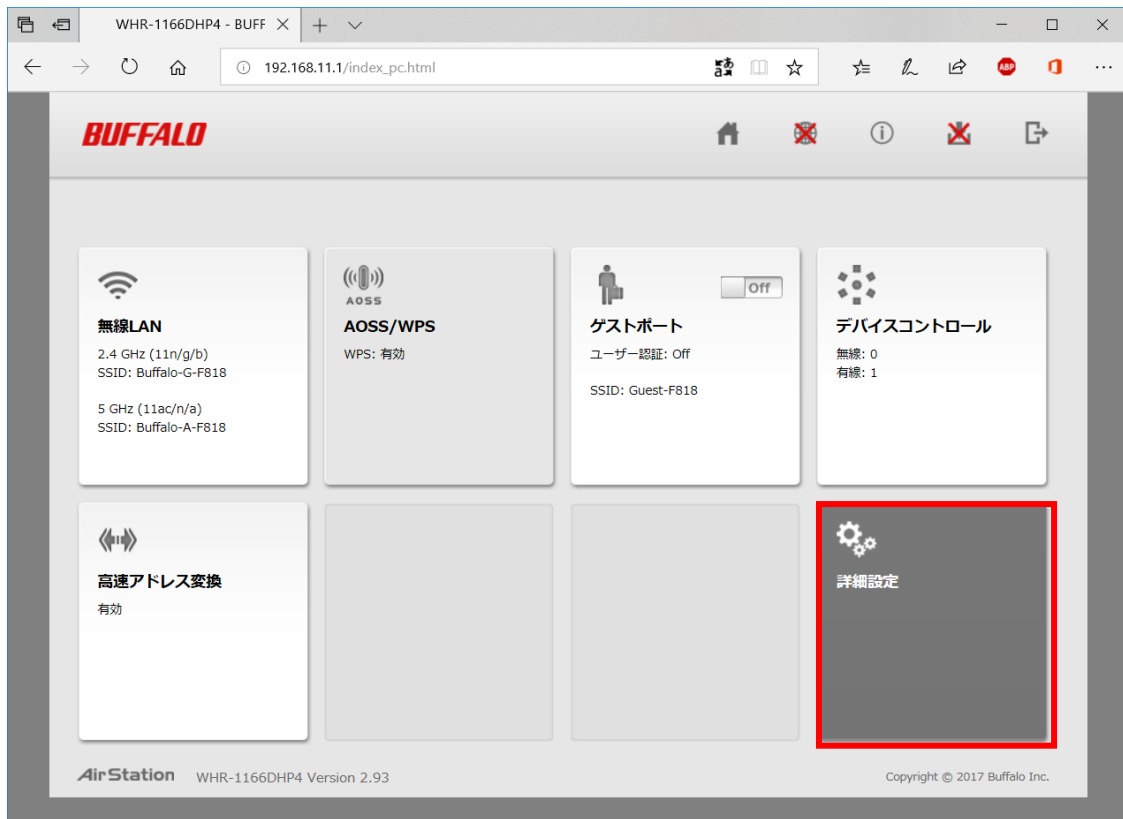 WHR-1166DHP4 - BUFF
192.168.11.1/index_pc.html
あa
ABP
BUFFALO
無線LAN
2.4 GHz (11n/g/b)
SSID: Buffalo-G-F818
5 GHz (11ac/n/a)
SSID: Buffalo-A-F818
AOSS
AOSS/WPS
WPS: 有効
Off
ゲストポート
ユーザー認証: Off
SSID: Guest-F818
デバイスコントロール
無線: 0
有線: 1
高速アドレス変換
有効
詳細設定
AirStation WHR-1166DHP4 Version 2.93
Copyright © 2017 Buffalo Inc.